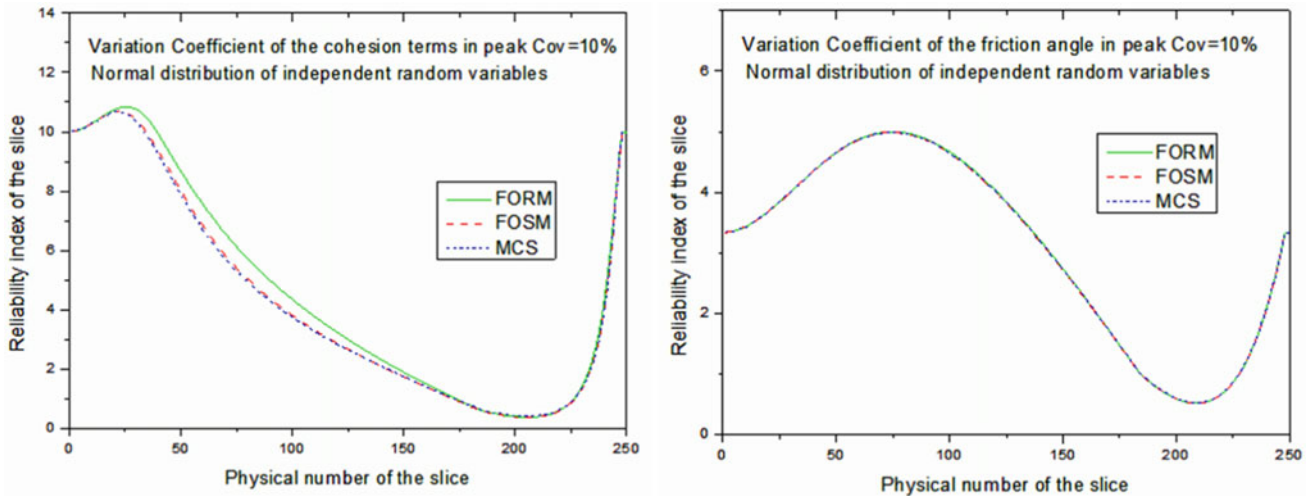 Variation Coefficient of the cohesion terms in peak Cov=10%
Normal distribution of independent random variables
FORM
FOSM
MCS
Reliability index of the slice
14
12
10
8
6
4
2
0
0 50 100 150 200 250
Physical number of the slice
Variation Coefficient of the friction angle in peak Cov=10%
Normal distribution of independent random variables
FORM
FOSM
MCS
Reliability index of the slice
6
4
2
0
0 50 100 150 200 250
Physical number of the slice